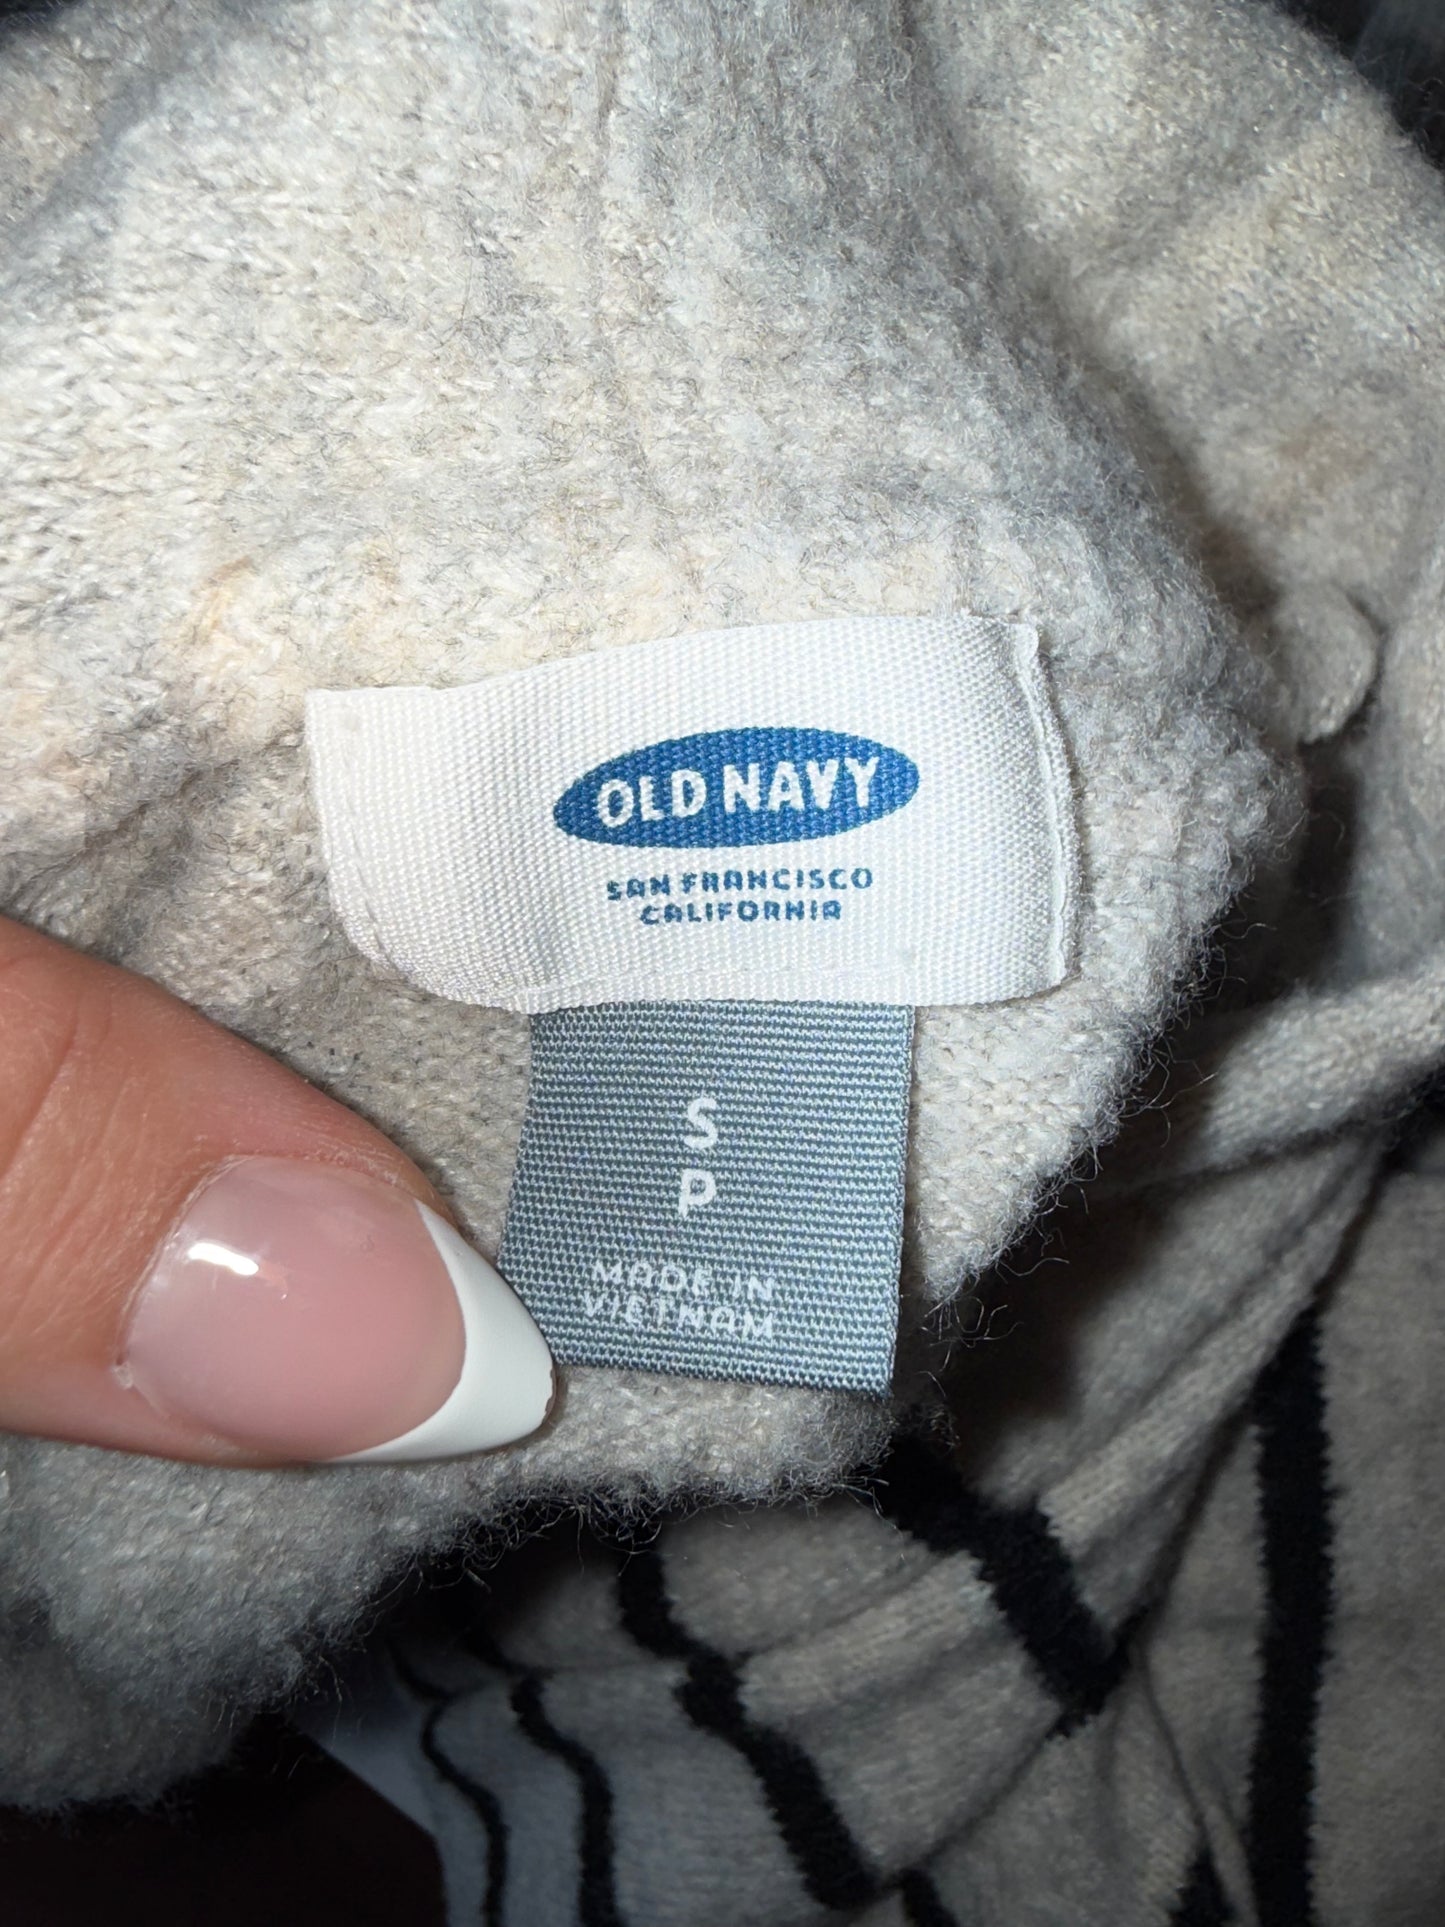 OLD NAVY
SAN FRANCISCO
CALIFORNIA
S
P
MADE IN
VIETNAM